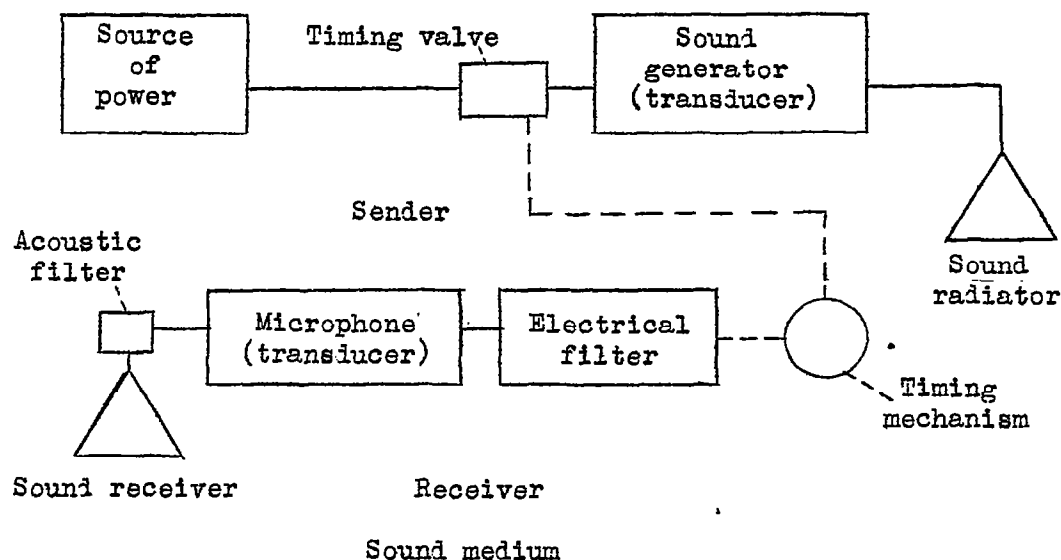 Source
of
power
Timing valve
Sound
generator
(transducer)
Sender
Sound
radiator
Acoustic
filter
Microphone
(transducer)
Electrical
filter
Timing
mechanism
Sound receiver
Receiver
Sound medium